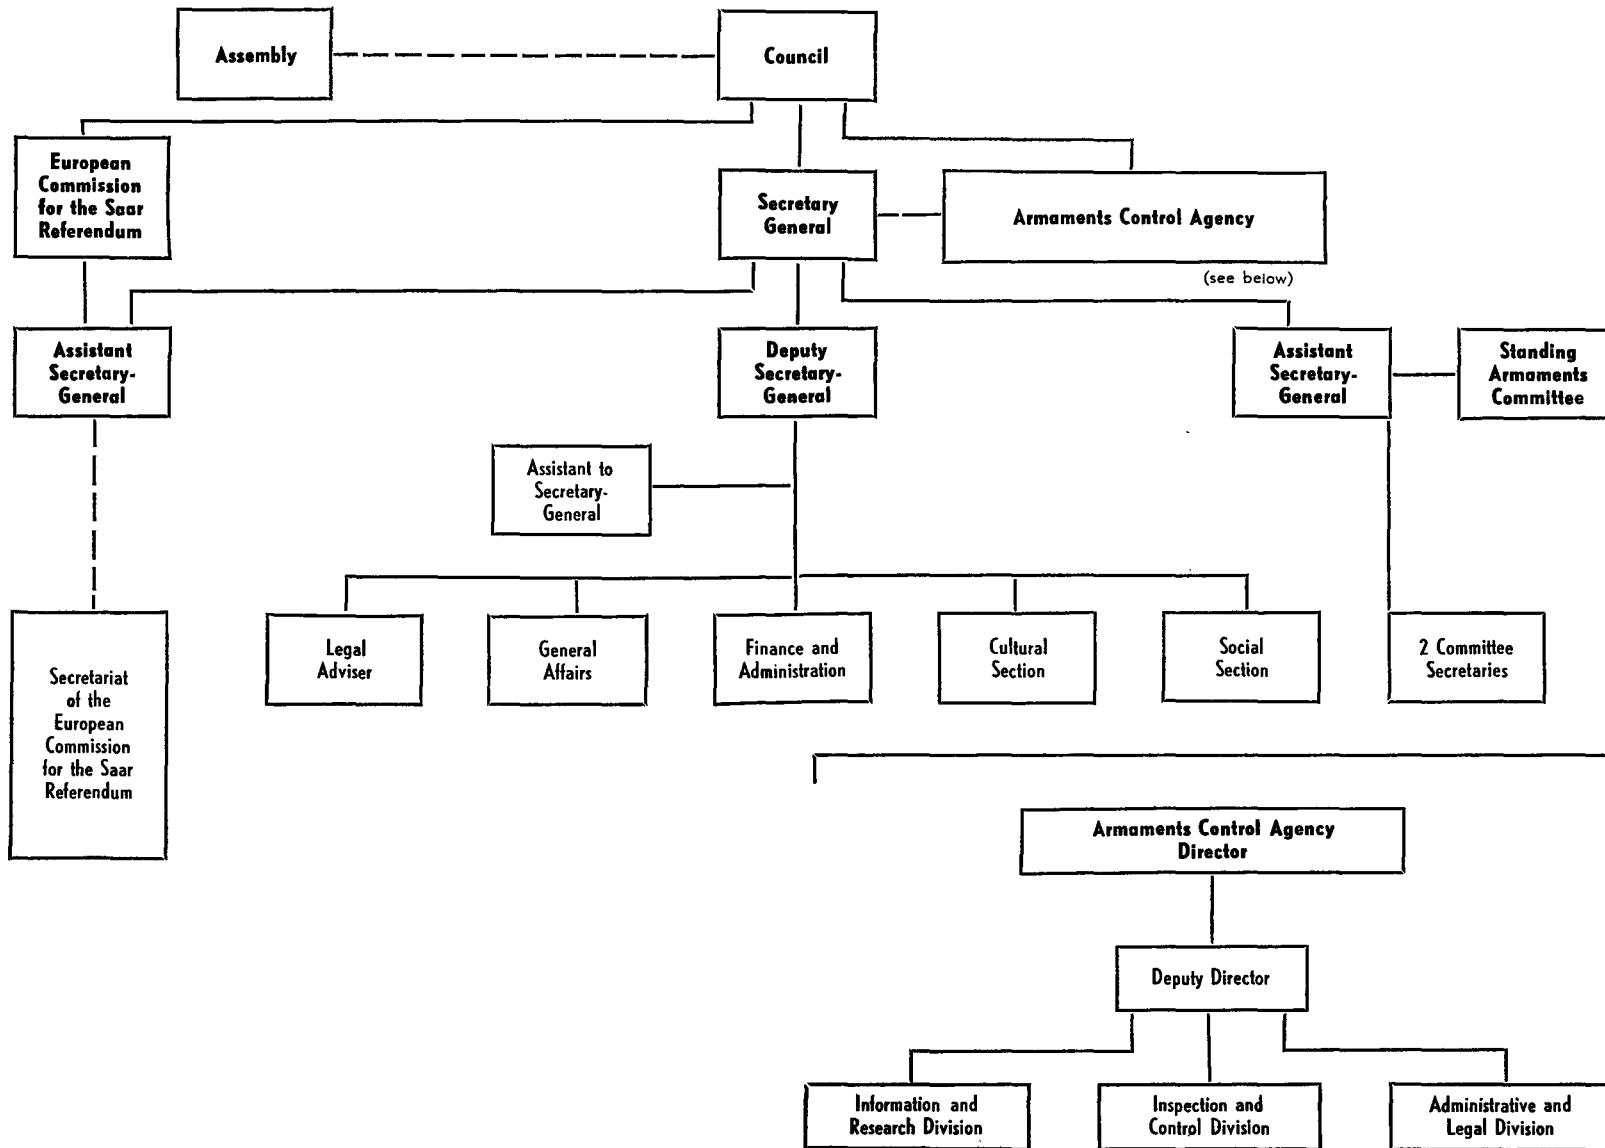 Assembly
Council
European
Commission
for the Saar
Referendum
Secretary
General
Armaments Control Agency
(see below)
Assistant
Secretary-
General
Deputy
Secretary-
General
Assistant
Secretary-
General
Standing
Armaments
Committee
Assistant to
Secretary-
General
Legal
Adviser
General
Affairs
Finance and
Administration
Cultural
Section
Social
Section
2 Committee
Secretaries
Secretariat
of the
European
Commission
for the Saar
Referendum
Armaments Control Agency
Director
Deputy Director
Information and
Research Division
Inspection and
Control Division
Administrative and
Legal Division